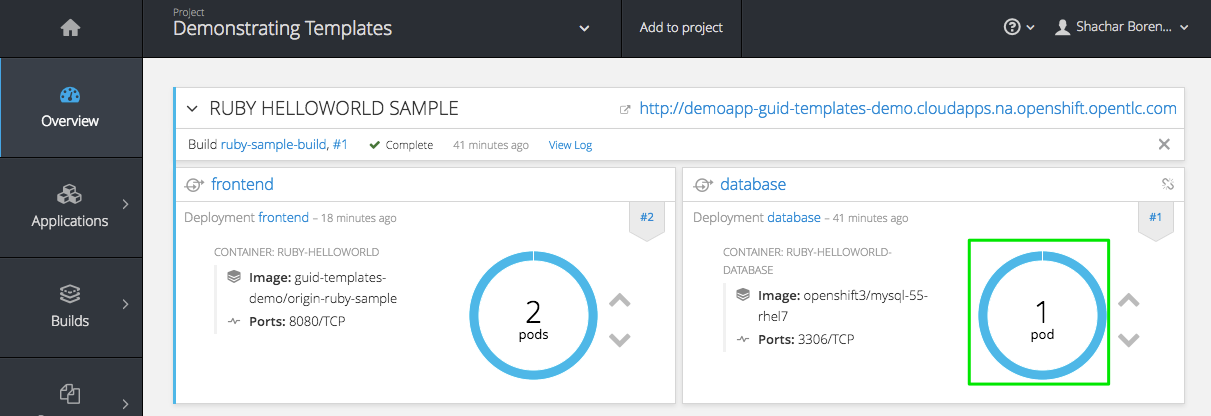 Project
Demonstrating Templates
Add to project
Shachar Boren...
Overview
Applications
Builds
RUBY HELLOWORLD SAMPLE
http://demoapp-guid-templates-demo.cloudapps.na.openshift.opentlc.com
Build ruby-sample-build, #1 Complete 41 minutes ago View Log
frontend
Deployment frontend – 18 minutes ago
#2
CONTAINER: RUBY-HELLOWORLD
Image: guid-templates-
demo/origin-ruby-sample
Ports: 8080/TCP
2
pods
database
Deployment database – 41 minutes ago
#1
CONTAINER: RUBY-HELLOWORLD-
DATABASE
Image: openshift3/mysql-55-
rhel7
Ports: 3306/TCP
1
pod